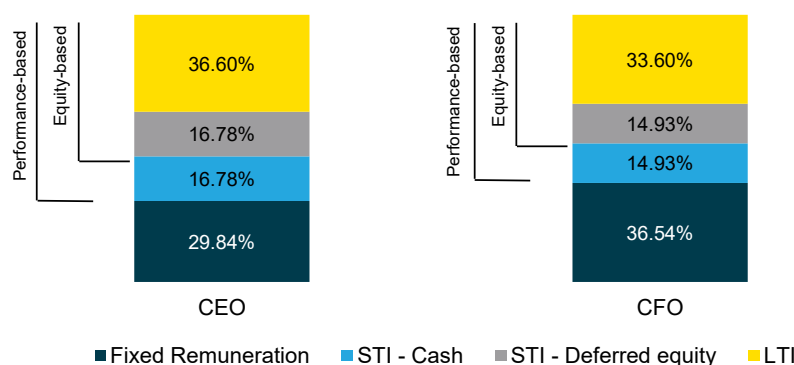 Performance-based
Equity-based
36.60%
16.78%
16.78%
29.84%
CEO
Performance-based
Equity-based
33.60%
14.93%
14.93%
36.54%
CFO
Fixed Remuneration
STI - Cash
STI - Deferred equity
LTI